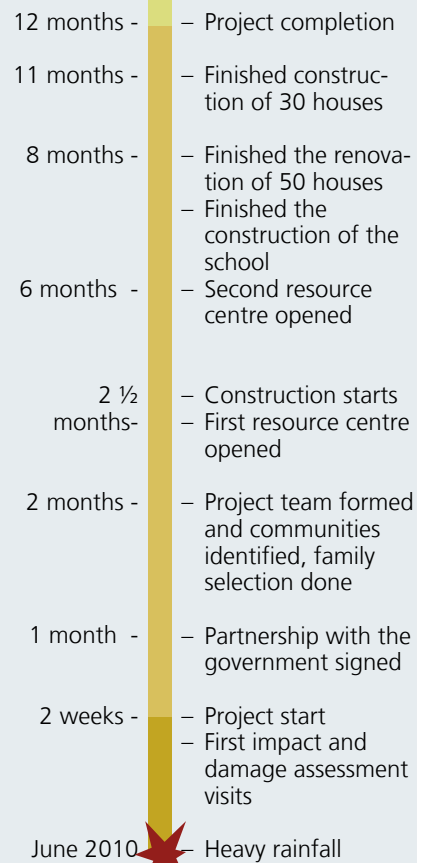 12 months - – Project completion
11 months - – Finished construc-
tion of 30 houses
8 months - – Finished the renova-
tion of 50 houses
– Finished the
construction of the
school
6 months - – Second resource
centre opened
2 ½ – Construction starts
months- – First resource centre
opened
2 months - – Project team formed
and communities
identified, family
selection done
1 month - – Partnership with the
government signed
2 weeks - – Project start
– First impact and
damage assessment
visits
June 2010 – Heavy rainfall